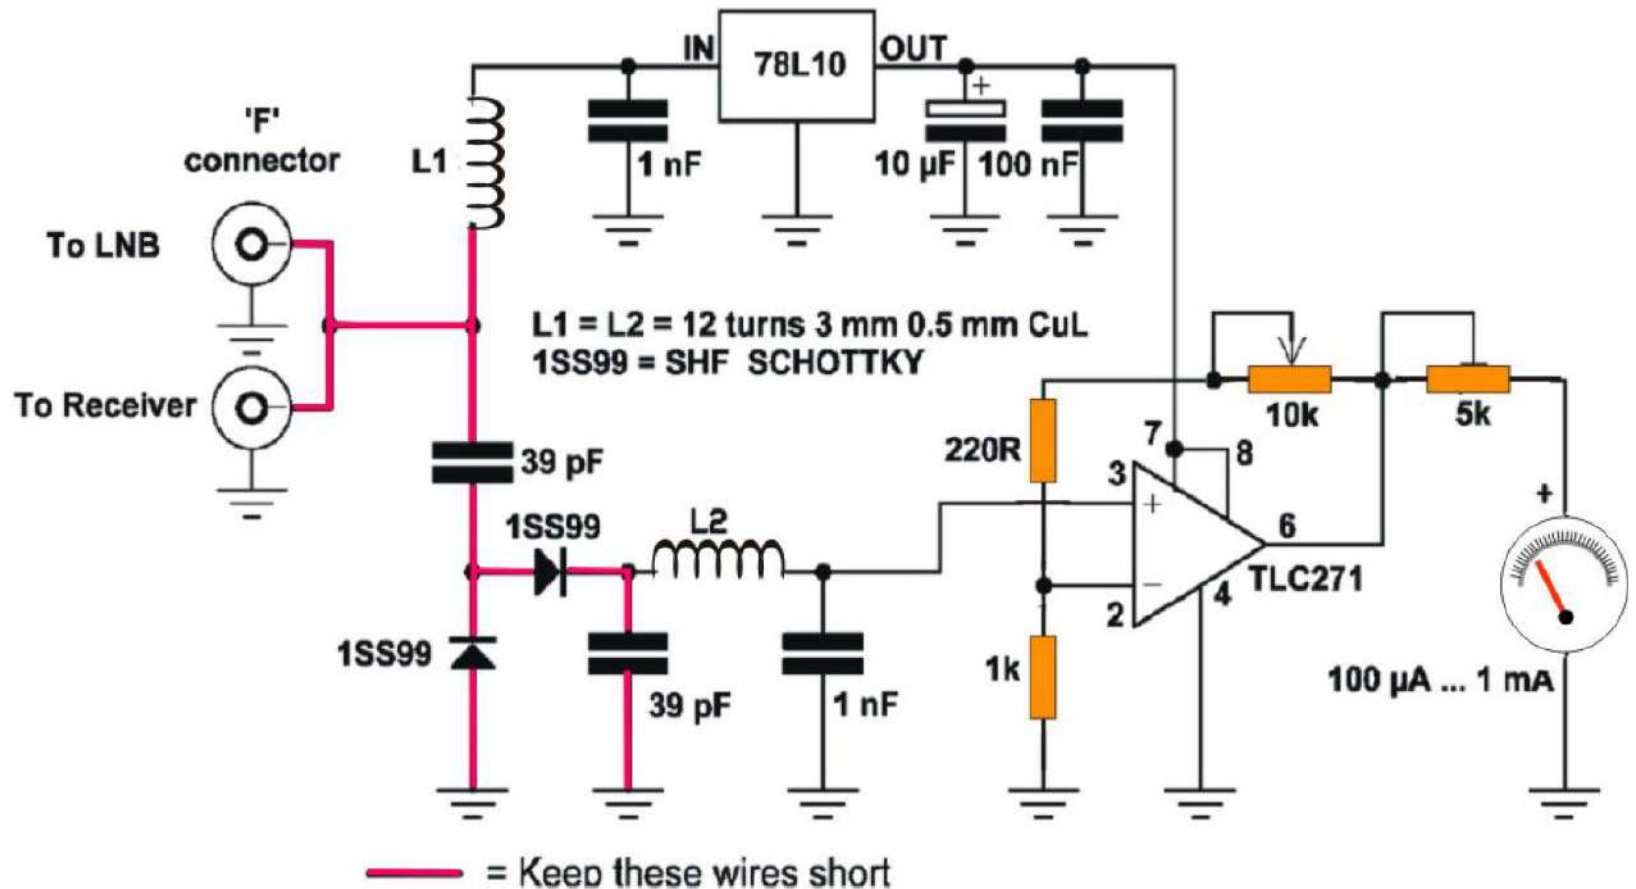 IN
78L10
OUT
+
'F'
connector
L1
1 nF
10 µF
100 nF
To LNB
L1 = L2 = 12 turns 3 mm 0.5 mm CuL
1SS99 = SHF SCHOTTKY
To Receiver
10k
5k
39 pF
220R
7
8
3
+
+
1SS99
L2
6
TLC271
−
2
4
1SS99
1k
39 pF
1 nF
100 µA ... 1 mA
= Keep these wires short